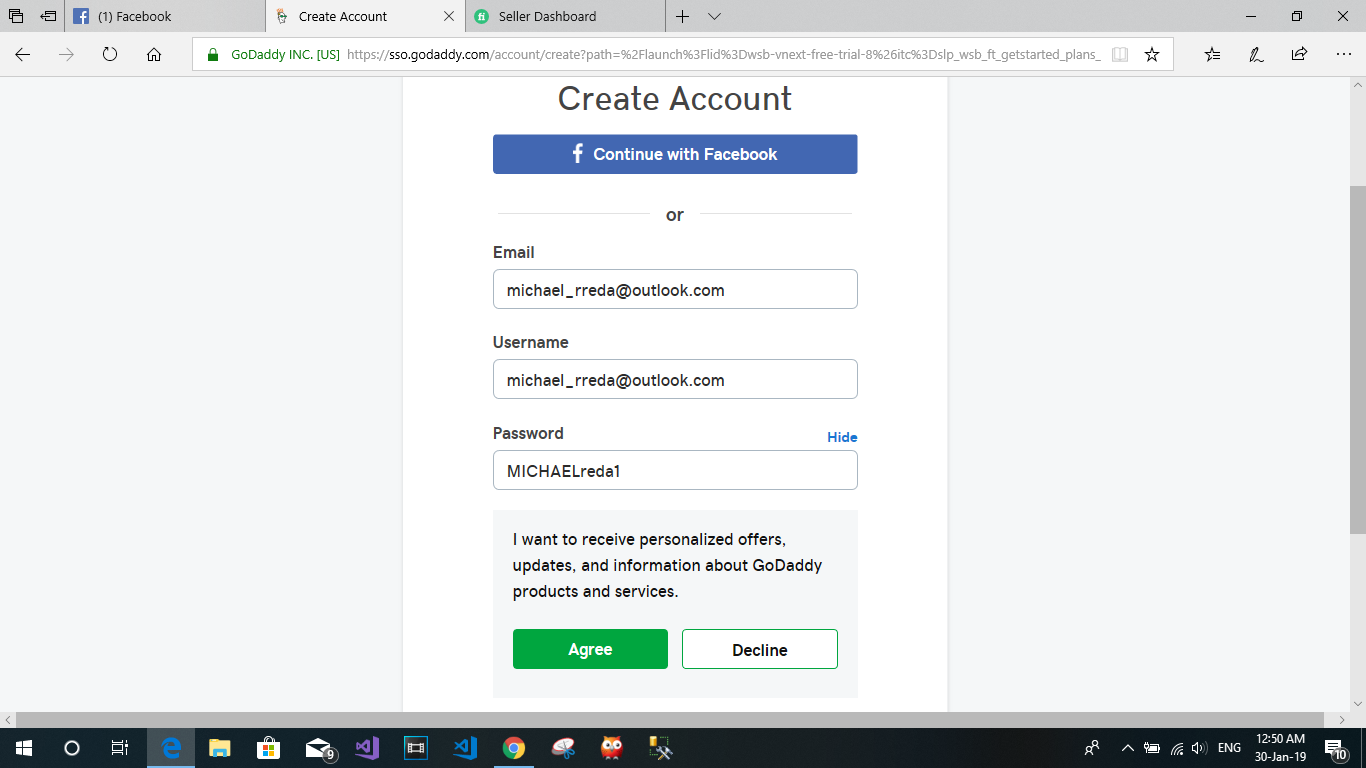 (1) Facebook
Create Account
Seller Dashboard
GoDaddy INC. [US] https://sso.godaddy.com/account/create?path=%2Flaunch%3Flid%3Dwsb-vnext-free-trial-8%26itc%3Dslp_wsb_ft_getstarted_plans_
Create Account
f Continue with Facebook
or
Email
michael_rreda@outlook.com
Username
michael_rreda@outlook.com
Password
Hide
MICHAELreda1
I want to receive personalized offers,
updates, and information about GoDaddy
products and services.
Agree
Decline
9
ENG
12:50 AM
30-Jan-19
10